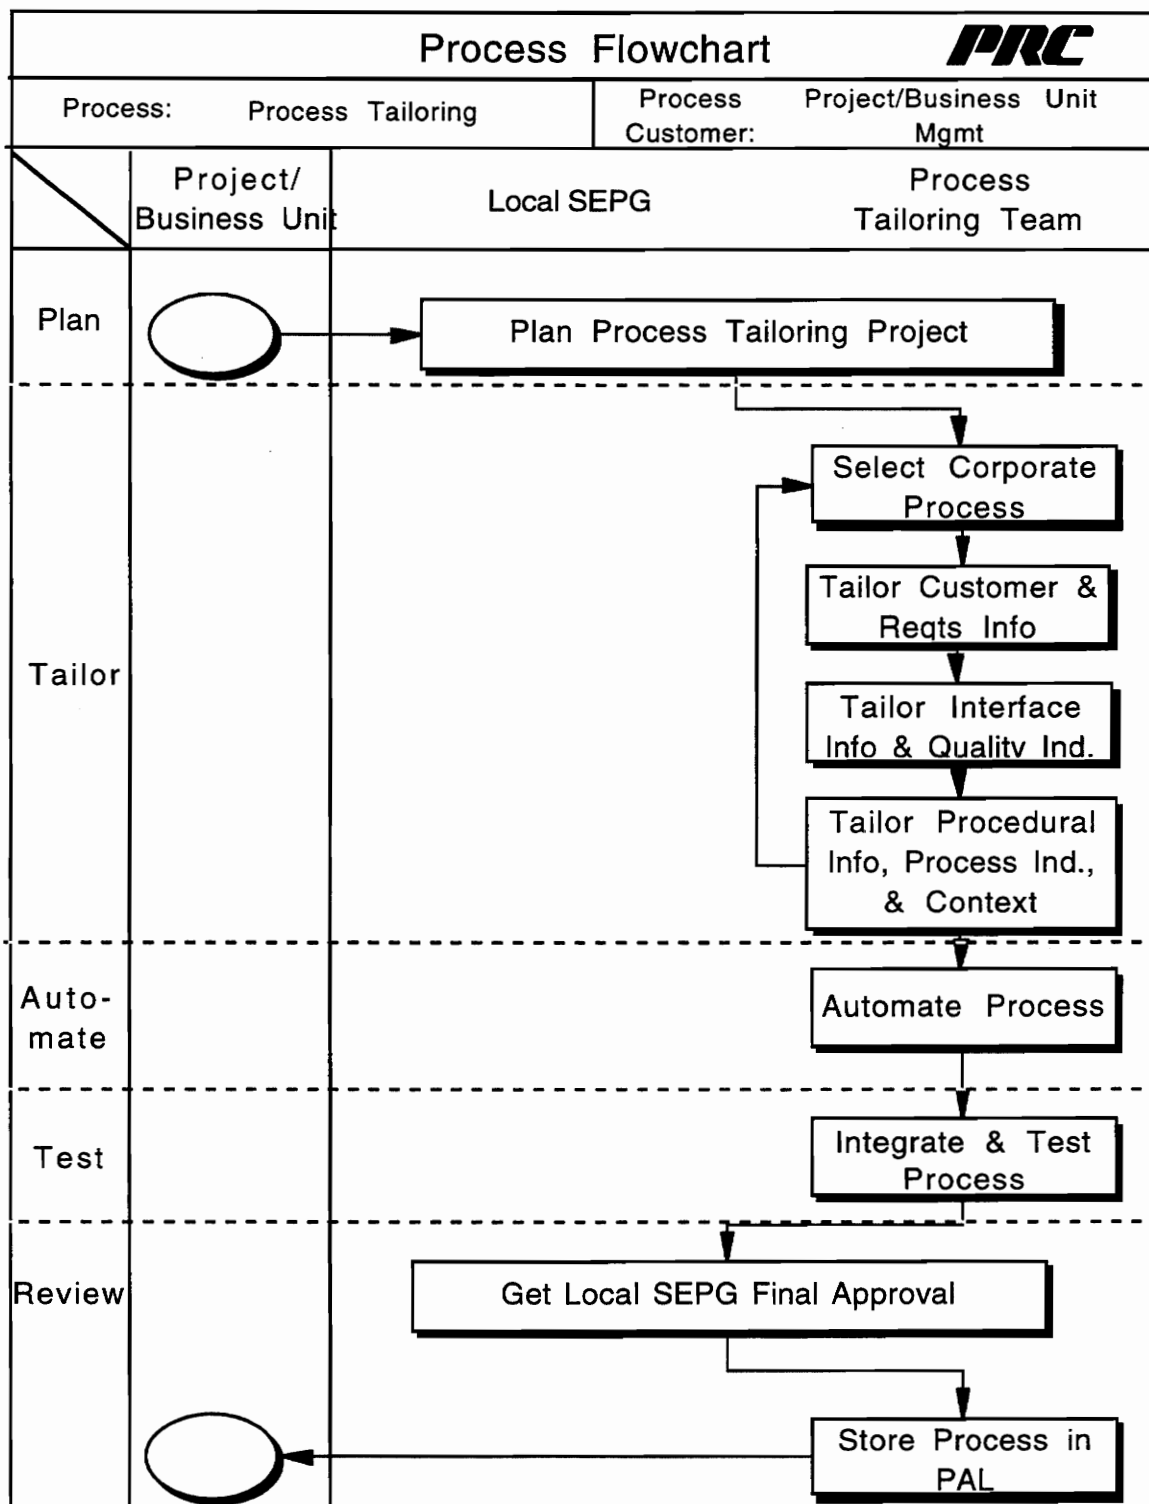 Process Flowchart
PRC
Process: Process Tailoring
Process Customer:
Project/Business Unit Mgmt
Project/
Business Unit
Local SEPG
Process
Tailoring Team
Plan
Plan Process Tailoring Project
Select Corporate
Process
Tailor Customer &
Reqts Info
Tailor
Tailor Interface
Info & Quality Ind.
Tailor Procedural
Info, Process Ind.,
& Context
Auto-
mate
Automate Process
Test
Integrate & Test
Process
Review
Get Local SEPG Final Approval
Store Process in
PAL